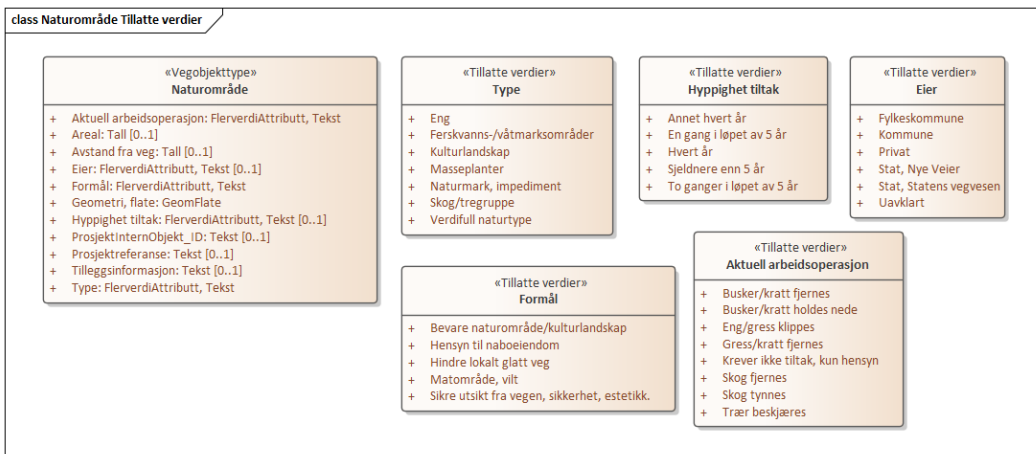 class Naturområde Tillatte verdier
«Vegobjekttype»
Naturområde
+ Aktuell arbeidsoperasjon: FlerverdiAttributt, Tekst
+ Areal: Tall [0..1]
+ Avstand fra veg: Tall [0..1]
+ Eier: FlerverdiAttributt, Tekst [0..1]
+ Formål: FlerverdiAttributt, Tekst
+ Geometri, flate: GeomFlate
+ Hyppighet tiltak: FlerverdiAttributt, Tekst [0..1]
+ ProsjektInternObjekt_ID: Tekst [0..1]
+ Prosjektreferanse: Tekst [0..1]
+ Tilleggsinformasjon: Tekst [0..1]
+ Type: FlerverdiAttributt, Tekst
«Tillatte verdier»
Type
+ Eng
+ Ferskvanns-/våtmarksområder
+ Kulturlandskap
+ Masseplanter
+ Naturmark, impediment
+ Skog/tregruppe
+ Verdifull naturtype
«Tillatte verdier»
Hyppighet tiltak
+ Annet hvert år
+ En gang i løpet av 5 år
+ Hvert år
+ Sjeldnere enn 5 år
+ To ganger i løpet av 5 år
«Tillatte verdier»
Eier
+ Fylkeskommune
+ Kommune
+ Privat
+ Stat, Nye Veier
+ Stat, Statens vegvesen
+ Uavklart
«Tillatte verdier»
Formål
+ Bevare naturområde/kulturlandskap
+ Hensyn til naboeiendom
+ Hindre lokalt glatt veg
+ Matområde, vilt
+ Sikre utsikt fra vegen, sikkerhet, estetikk.
«Tillatte verdier»
Aktuell arbeidsoperasjon
+ Busker/kratt fjernes
+ Busker/kratt holdes nede
+ Eng/gress klippes
+ Gress/kratt fjernes
+ Krever ikke tiltak, kun hensyn
+ Skog fjernes
+ Skog tynnes
+ Trær beskjæres